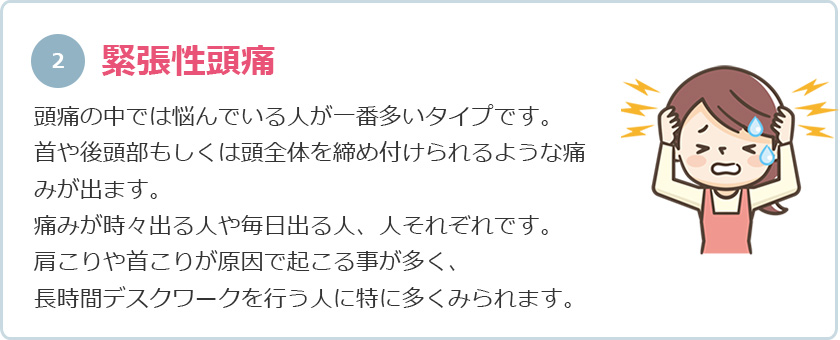 2
緊張性頭痛
頭痛の中では悩んでいる人が一番多いタイプです。
首や後頭部もしくは頭全体を締め付けられるような痛
みが出ます。
痛みが時々出る人や毎日出る人、人それぞれです。
肩こりや首こりが原因で起こる事が多く、
長時間デスクワークを行う人に特に多くみられます。